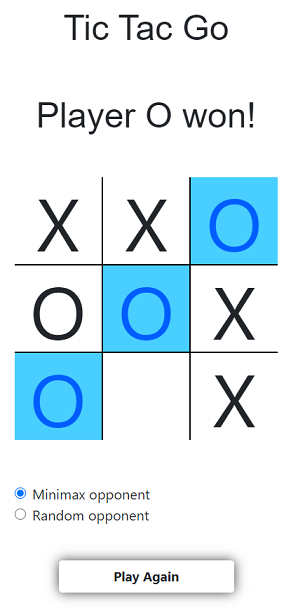 Tic Tac Go
Player O won!
X X O
O O X
O X
Minimax opponent
Random opponent
Play Again